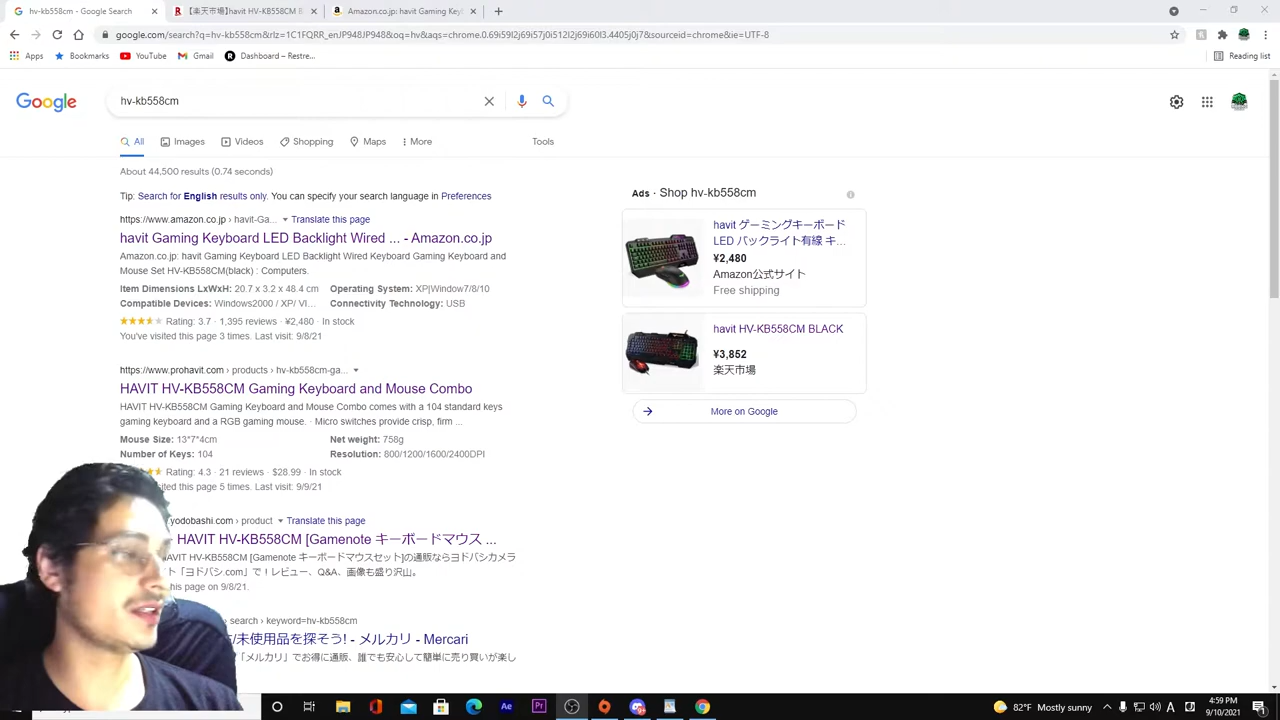 hv-kb558cm - Google Search
【楽天市場】HV-KB558CM B
Amazon.co.jp: havit Gaming Key
google.com/search?q=hv-kb558cm&rlz=1C1FQRR_enJP948JP948&oq=hv&aqs=chrome.0.69i59l2j69i57j0i512l2j69i60l3.4405j0j7&sourceid=chrome&ie=UTF-8
Apps
Bookmarks
YouTube
Gmail
Dashboard – Restre...
Reading list
Google
hv-kb558cm
All
Images
Videos
Shopping
Maps
More
Tools
About 44,500 results (0.74 seconds)
Tip: Search for English results only. You can specify your search language in Preferences
https://www.amazon.co.jp › havit-Ga... Translate this page
havit Gaming Keyboard LED Backlight Wired ... - Amazon.co.jp
Amazon.co.jp: havit Gaming Keyboard LED Backlight Wired Keyboard Gaming Keyboard and
Mouse Set HV-KB558CM(black) : Computers.
Item Dimensions LxWxH: 20.7 x 3.2 x 48.4 cm Operating System: XP|Window7/8/10
Compatible Devices: Windows2000 / XP/ VI... Connectivity Technology: USB
Rating: 3.7 · 1,395 reviews · ¥2,480 · In stock
You've visited this page 3 times. Last visit: 9/8/21
https://www.prohavit.com › products › hv-kb558cm-ga...
HAVIT HV-KB558CM Gaming Keyboard and Mouse Combo
HAVIT HV-KB558CM Gaming Keyboard and Mouse Combo comes with a 104 standard keys
gaming keyboard and a RGB gaming mouse. · Micro switches provide crisp, firm ...
Mouse Size: 13*7*4cm Net weight: 758g
Number of Keys: 104 Resolution: 800/1200/1600/2400DPI
Rating: 4.3 · 21 reviews · $28.99 · In stock
ited this page 5 times. Last visit: 9/9/21
.yodobashi.com › product Translate this page
- HAVIT HV-KB558CM [Gamenote キーボードマウス ...
AVIT HV-KB558CM [Gamenote キーボードマウスセット]の通販ならヨドバシカメラ
ト「ヨドバシ.com」で！レビュー、Q&A、画像も盛り沢山。
his page on 9/8/21.
› search › keyword=hv-kb558cm
/未使用品を探そう! - メルカリ - Mercari
「メルカリ」でお得に通販、誰でも安心して簡単に売り買いが楽し
Ads · Shop hv-kb558cm
havit ゲーミングキーボード
LED バックライト有線 キ...
¥2,480
Amazon公式サイト
Free shipping
havit HV-KB558CM BLACK
¥3,852
楽天市場
More on Google
82°F Mostly sunny
A
4:59 PM
9/10/2021